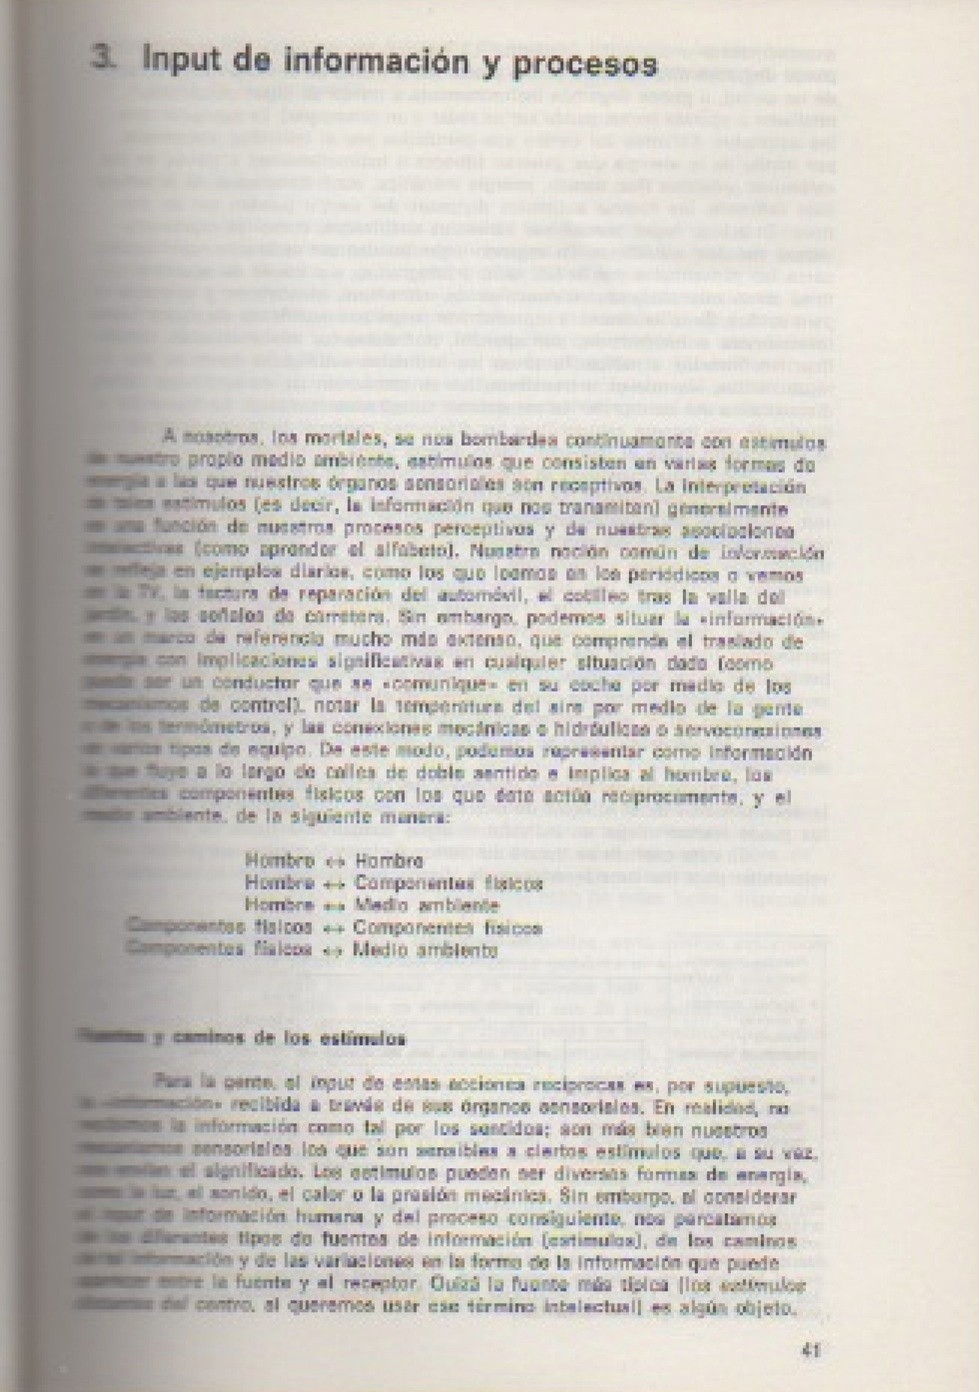 3. Input de información y procesos
A nosotros, los mortales, se nos bombardea continuamente con estímulos
de nuestro propio medio ambiente, estímulos que consisten en varias formas de
energía a las que nuestros órganos sensoriales son receptivos. La interpretación
de tales estímulos (es decir, la información que nos transmiten) generalmente
es una función de nuestros procesos perceptivos y de nuestras asociaciones
intelectivas (como aprender el alfabeto). Nuestra noción común de información
se refleja en ejemplos diarios, como los que leemos en los periódicos o vemos
en la TV, la factura de reparación del automóvil, el cotilleo tras la valla del
jardín, y las señales de carretera. Sin embargo, podemos situar la «información»
en un marco de referencia mucho más extenso, que comprende el traslado de
energía con implicaciones significativas en cualquier situación dada (como
puede ser un conductor que se «comunique» en su coche por medio de los
mecanismos de control), notar la temperatura del aire por medio de la gente
o de los termómetros, y las conexiones mecánicas o hidráulicas o servoconexiones
de varios tipos de equipo. De este modo, podemos representar como información
la que fluye a lo largo de calles de doble sentido e implica al hombre, los
diferentes componentes físicos con los que éste actúa recíprocamente, y el
medio ambiente, de la siguiente manera:
Hombre ↔ Hombre
Hombre ↔ Componentes físicos
Hombre ↔ Medio ambiente
Componentes físicos ↔ Componentes físicos
Componentes físicos ↔ Medio ambiente
Fuentes y caminos de los estímulos
Para la gente, el input de estas acciones recíprocas es, por supuesto,
la «información» recibida a través de sus órganos sensoriales. En realidad, no
recibimos la información como tal por los sentidos; son más bien nuestros
mecanismos sensoriales los que son sensibles a ciertos estímulos que, a su vez,
nos envían el significado. Los estímulos pueden ser diversas formas de energía,
como la luz, el sonido, el calor o la presión mecánica. Sin embargo, al considerar
el input de información humana y del proceso consiguiente, nos percatamos
de los diferentes tipos de fuentes de información (estímulos), de los caminos
de la información y de las variaciones en la forma de la información que puede
aparecer entre la fuente y el receptor. Quizá la fuente más típica (los estímulos
distantes del centro, si queremos usar ese término intelectual) es algún objeto,
41